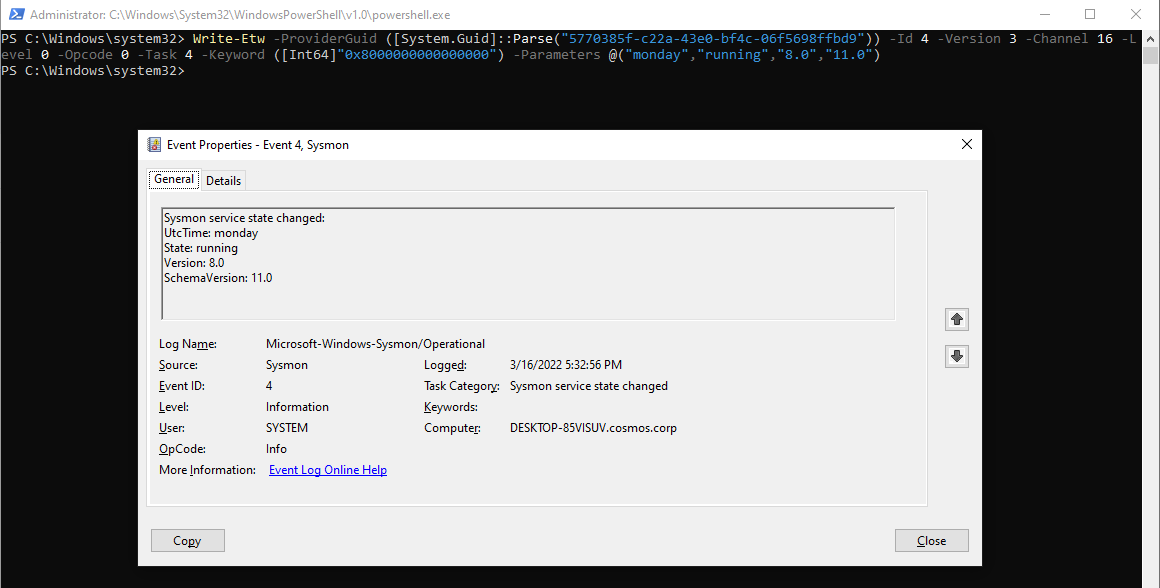 Administrator: C:\Windows\System32\WindowsPowerShell\v1.0\powershell.exe
PS C:\Windows\system32> Write-Etw -ProviderGuid ([System.Guid]::Parse("5770385f-c22a-43e0-bf4c-06f5698ffbd9")) -Id 4 -Version 3 -Channel 16 -L
evel 0 -Opcode 0 -Task 4 -Keyword ([Int64]"0x8000000000000000") -Parameters @("monday","running","8.0","11.0")
PS C:\Windows\system32>
Event Properties - Event 4, Sysmon
General Details
Sysmon service state changed:
UtcTime: monday
State: running
Version: 8.0
SchemaVersion: 11.0
Log Name: Microsoft-Windows-Sysmon/Operational
Source: Sysmon Logged: 3/16/2022 5:32:56 PM
Event ID: 4 Task Category: Sysmon service state changed
Level: Information Keywords:
User: SYSTEM Computer: DESKTOP-85VISUV.cosmos.corp
OpCode: Info
More Information: Event Log Online Help
Copy Close